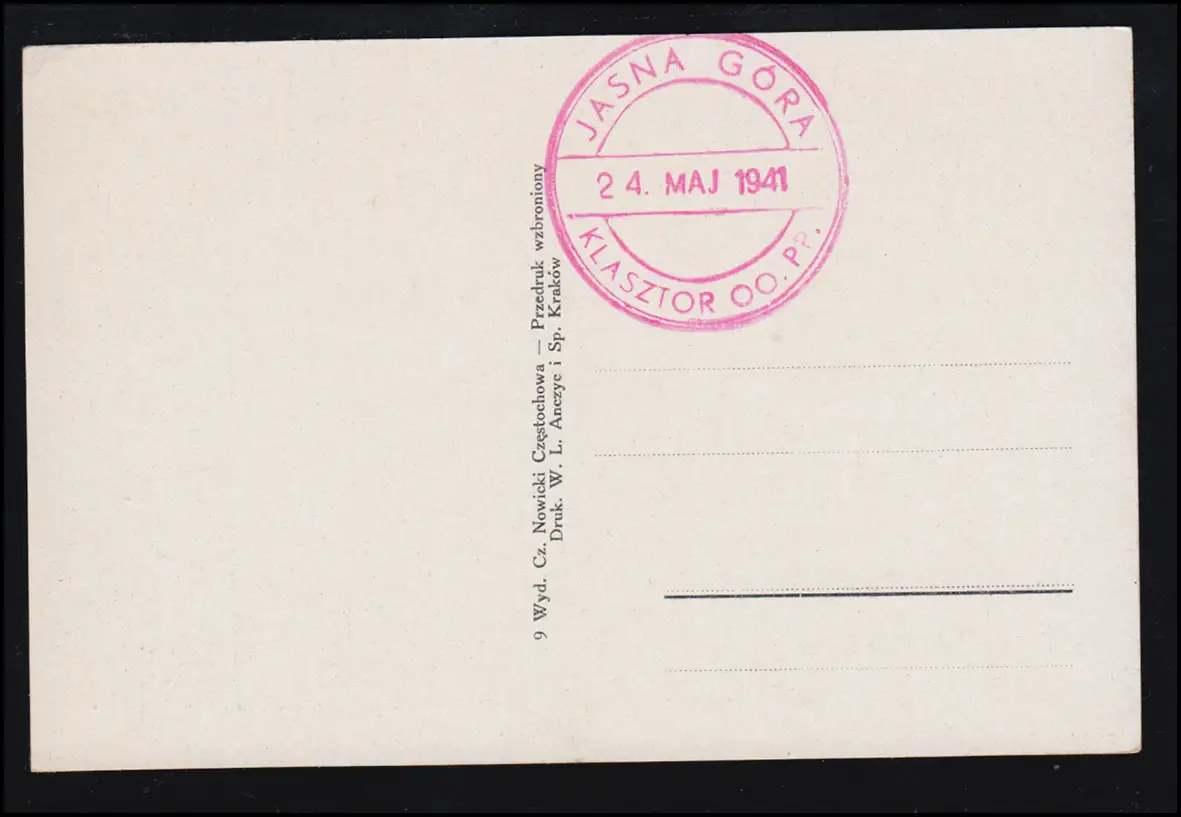 JASNA GÓRA
24. MAJ 1941
KLASZTOR OO. PP.
9 Wyd. Cz. Nowicki Częstochowa — Przedruk wzbroniony
Druk. W. L. Anczyc i Sp. Kraków